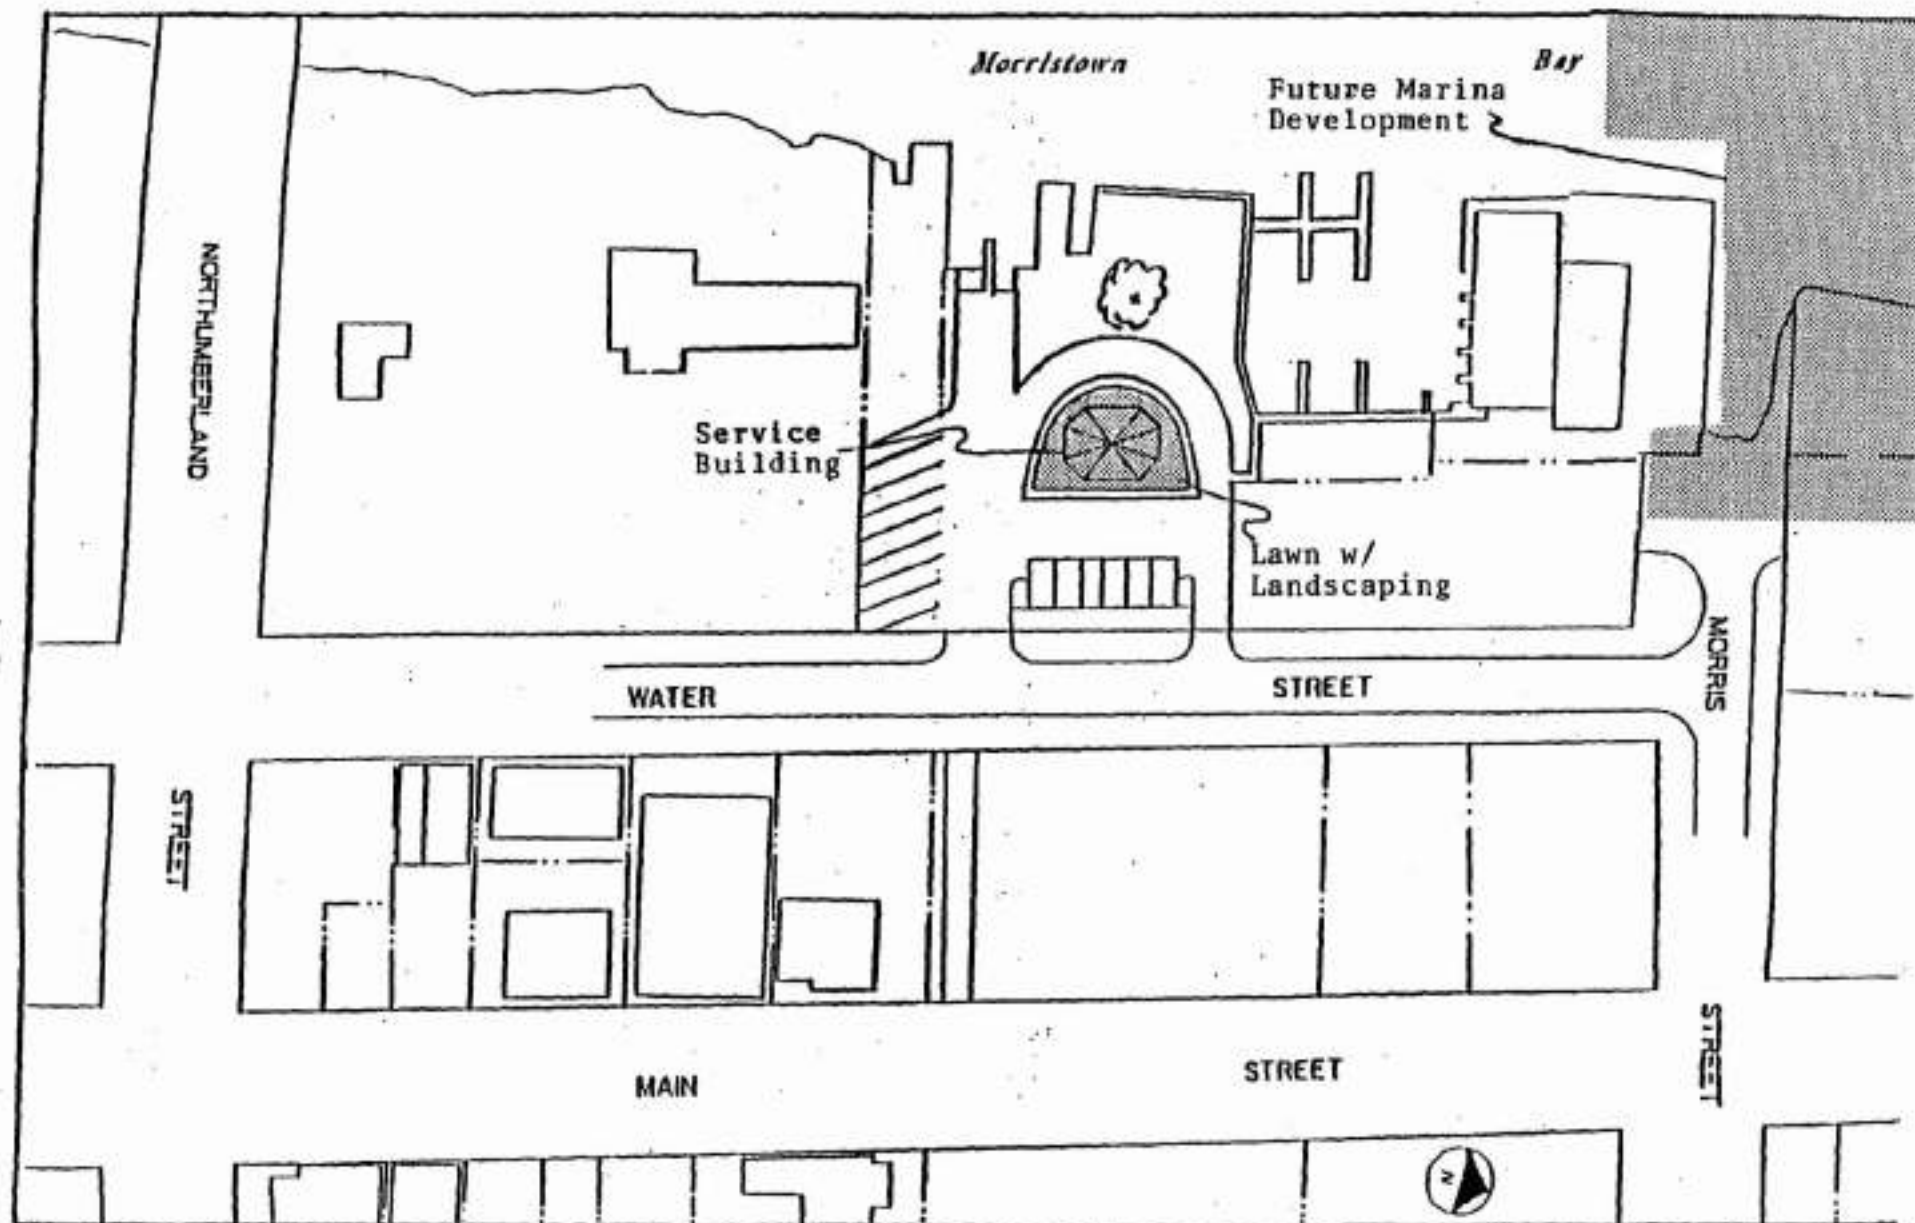 Morristown Bay
Future Marina
Development
NORTHUMBERLAND
STREET
Service
Building
Lawn w/
Landscaping
MORRIS
STREET
WATER STREET
MAIN STREET
N